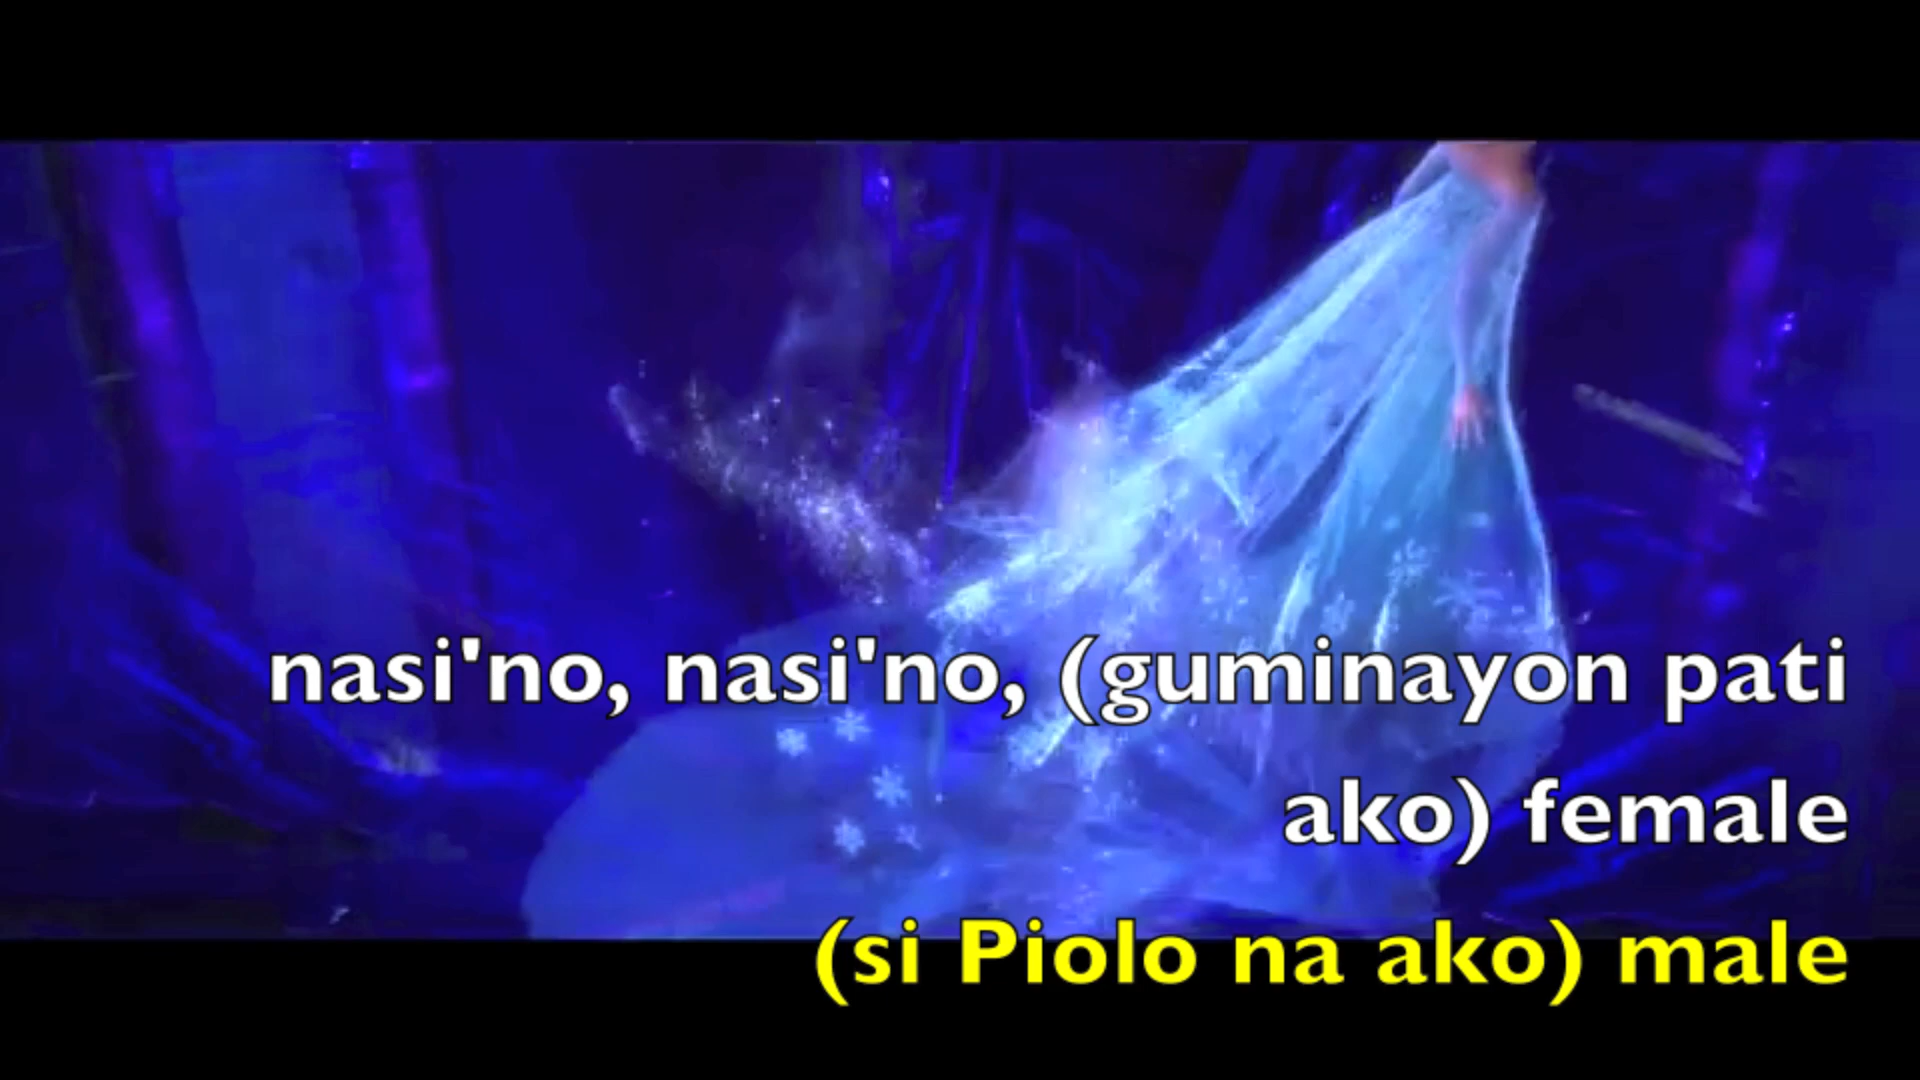 nasi'no, nasi'no, (guminayon pati
ako) female
(si Piolo na ako) male